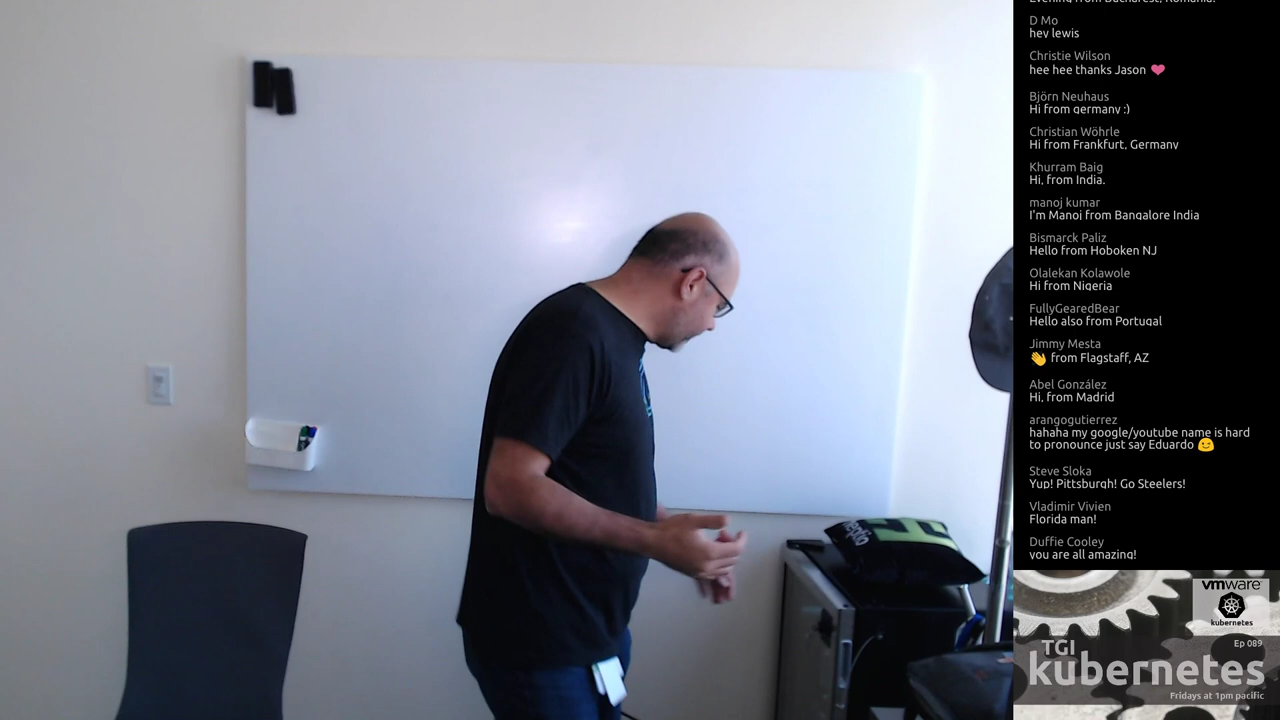 Evening from Bucharest, Romania!
D Mo
hey lewis
Christie Wilson
hee hee thanks Jason ❤
Björn Neuhaus
Hi from germany :)
Christian Wöhrle
Hi from Frankfurt, Germany
Khurram Baig
Hi, from India.
manoj kumar
I'm Manoj from Bangalore India
Bismarck Paliz
Hello from Hoboken NJ
Olalekan Kolawole
Hi from Nigeria
FullyGearedBear
Hello also from Portugal
Jimmy Mesta
👋 from Flagstaff, AZ
Abel González
Hi, from Madrid
arangogutierrez
hahaha my google/youtube name is hard
to pronounce just say Eduardo 😉
Steve Sloka
Yup! Pittsburgh! Go Steelers!
Vladimir Vivien
Florida man!
Duffie Cooley
you are all amazing!
heptio
vmware
kubernetes
Ep 089
TGI
kubernetes
Fridays at 1pm pacific